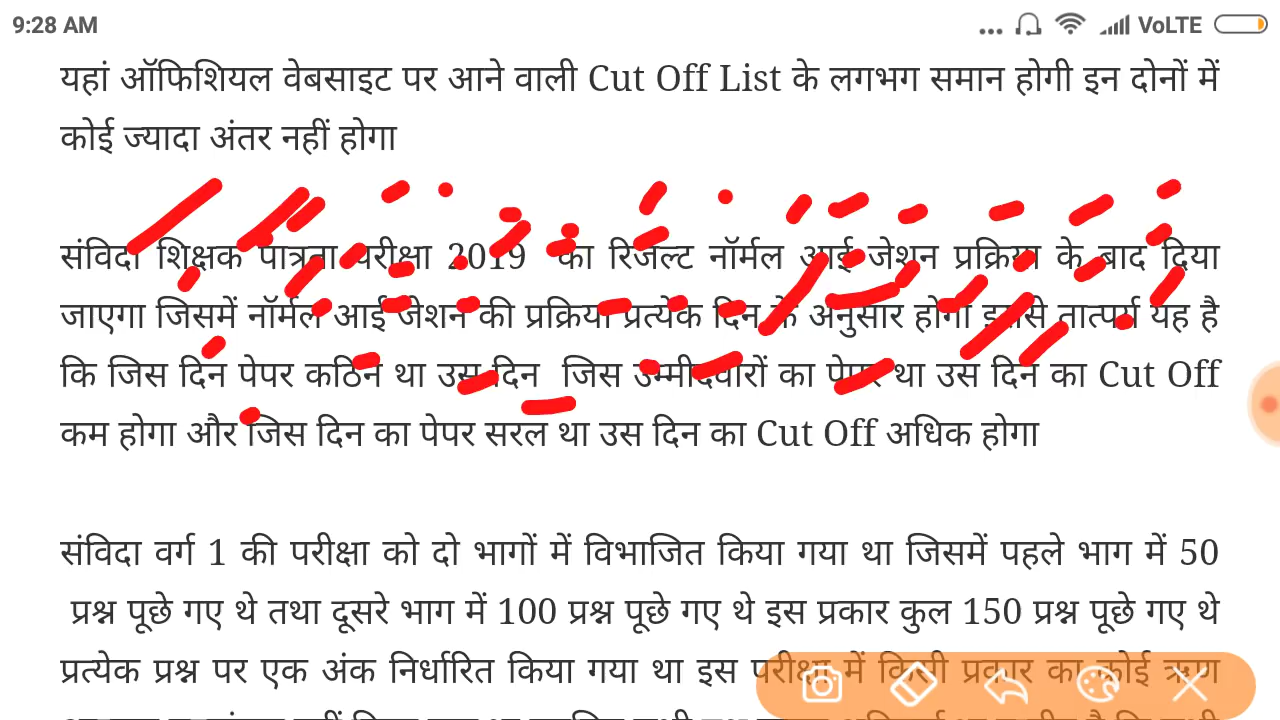 9:28 AM
VoLTE
यहां ऑफिशियल वेबसाइट पर आने वाली Cut Off List के लगभग समान होगी इन दोनों में
कोई ज्यादा अंतर नहीं होगा
संविदा शिक्षक पात्रता परीक्षा 2019 का रिजल्ट नॉर्मल आई जेशन प्रक्रिया के बाद दिया
जाएगा जिसमें नॉर्मल आई जेशन की प्रक्रिया प्रत्येक दिन के अनुसार होगी इससे तात्पर्य यह है
कि जिस दिन पेपर कठिन था उस दिन जिस उम्मीदवारों का पेपर था उस दिन का Cut Off
कम होगा और जिस दिन का पेपर सरल था उस दिन का Cut Off अधिक होगा
संविदा वर्ग 1 की परीक्षा को दो भागों में विभाजित किया गया था जिसमें पहले भाग में 50
प्रश्न पूछे गए थे तथा दूसरे भाग में 100 प्रश्न पूछे गए थे इस प्रकार कुल 150 प्रश्न पूछे गए थे
प्रत्येक प्रश्न पर एक अंक निर्धारित किया गया था इस परीक्षा में किसी प्रकार का कोई ऋण